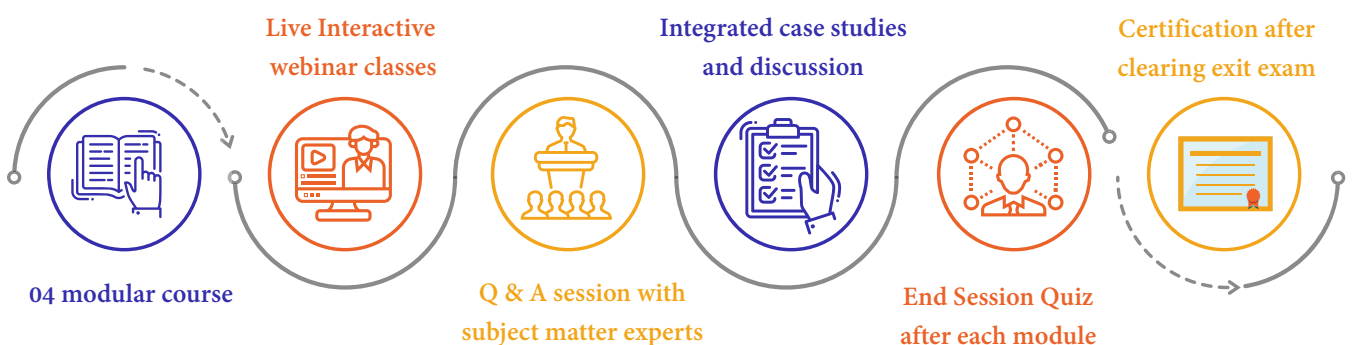 04 modular course
Live Interactive
webinar classes
Q & A session with
subject matter experts
Integrated case studies
and discussion
End Session Quiz
after each module
Certification after
clearing exit exam